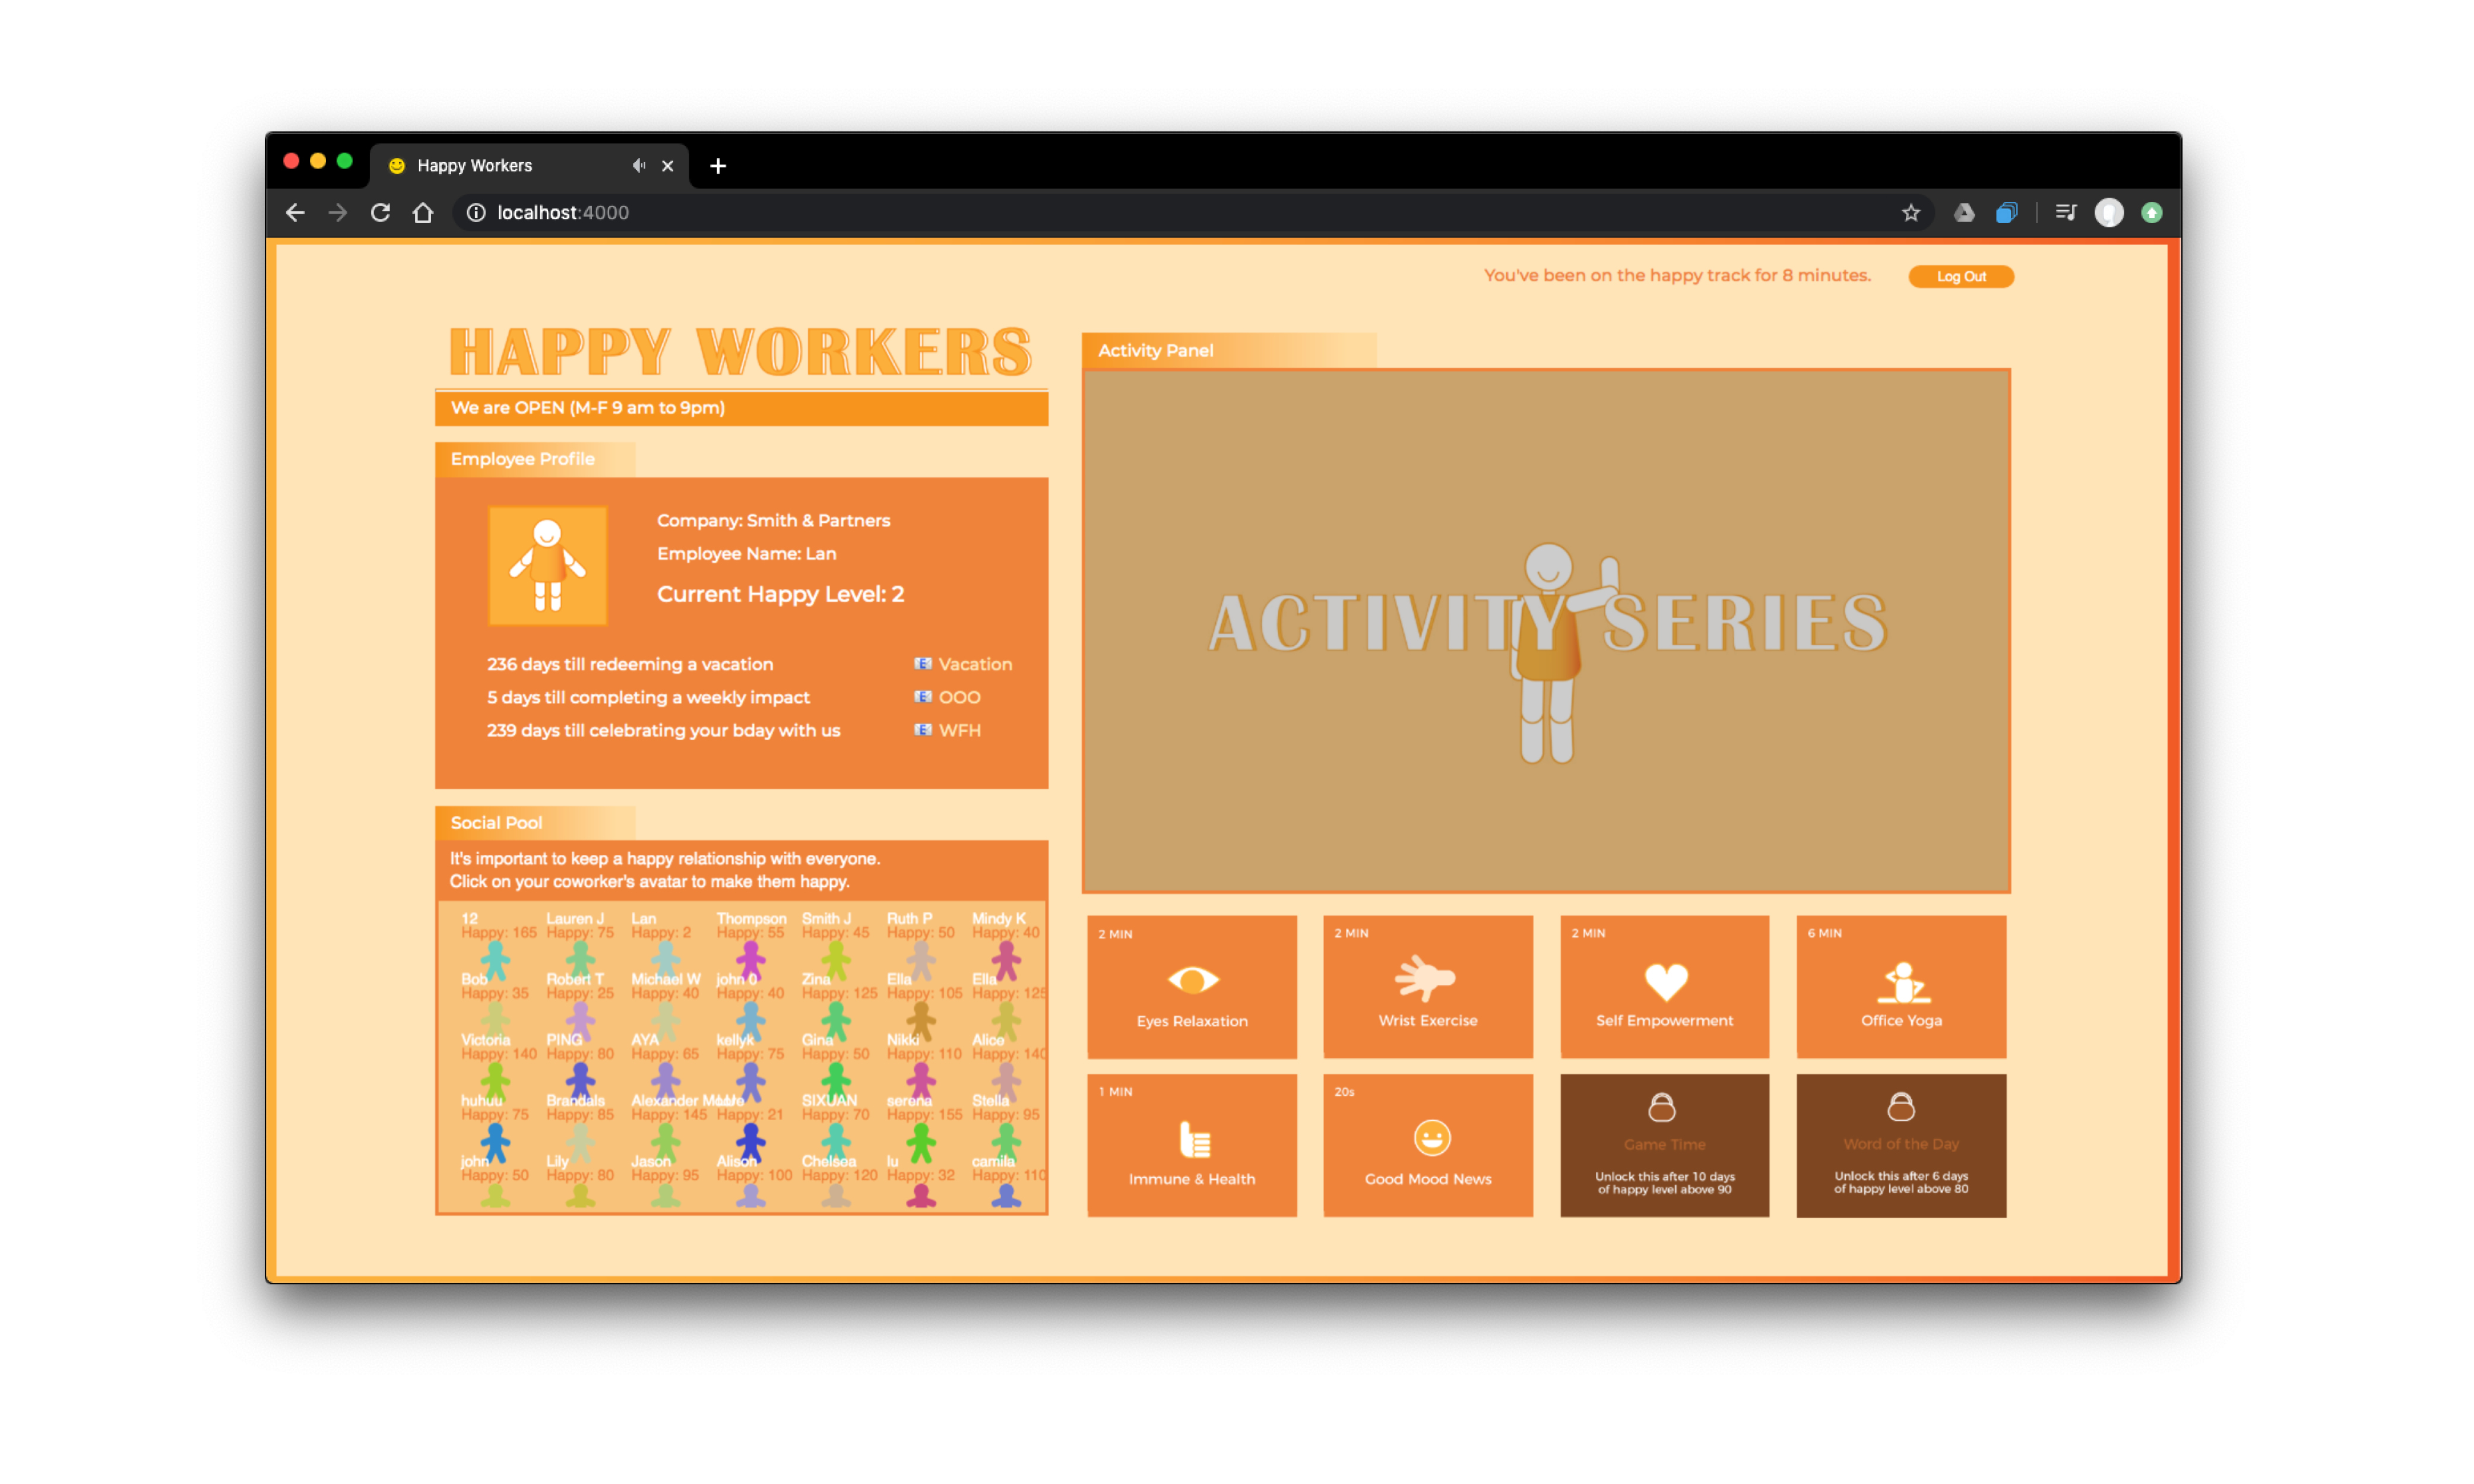 Happy Workers
localhost:4000
You've been on the happy track for 8 minutes.
Log Out
HAPPY WORKERS
We are OPEN (M-F 9 am to 9pm)
Employee Profile
Company: Smith & Partners
Employee Name: Lan
Current Happy Level: 2
236 days till redeeming a vacation
Vacation
5 days till completing a weekly impact
OOO
239 days till celebrating your bday with us
WFH
Social Pool
It's important to keep a happy relationship with everyone.
Click on your coworker's avatar to make them happy.
12 Lauren J Lan Thompson Smith J Ruth P Mindy K
Happy: 165 Happy: 75 Happy: 2 Happy: 55 Happy: 45 Happy: 50 Happy: 40
Bob Robert T Michael W john 0 Zina Ella Ella
Happy: 35 Happy: 25 Happy: 40 Happy: 40 Happy: 125 Happy: 105 Happy: 125
Victoria PING AYA kellyk Gina Nikki Alice
Happy: 140 Happy: 80 Happy: 65 Happy: 75 Happy: 50 Happy: 110 Happy: 140
huhuu Brandals Alexander SIXUAN serena Stella
Happy: 75 Happy: 85 Happy: 145 Happy: 21 Happy: 70 Happy: 155 Happy: 95
john Lily Jason Alison Chelsea lu camila
Happy: 50 Happy: 80 Happy: 95 Happy: 100 Happy: 120 Happy: 32 Happy: 110
Activity Panel
ACTIVITY SERIES
2 MIN
Eyes Relaxation
2 MIN
Wrist Exercise
2 MIN
Self Empowerment
6 MIN
Office Yoga
1 MIN
Immune & Health
20s
Good Mood News
Game Time
Unlock this after 10 days
of happy level above 90
Word of the Day
Unlock this after 6 days
of happy level above 80